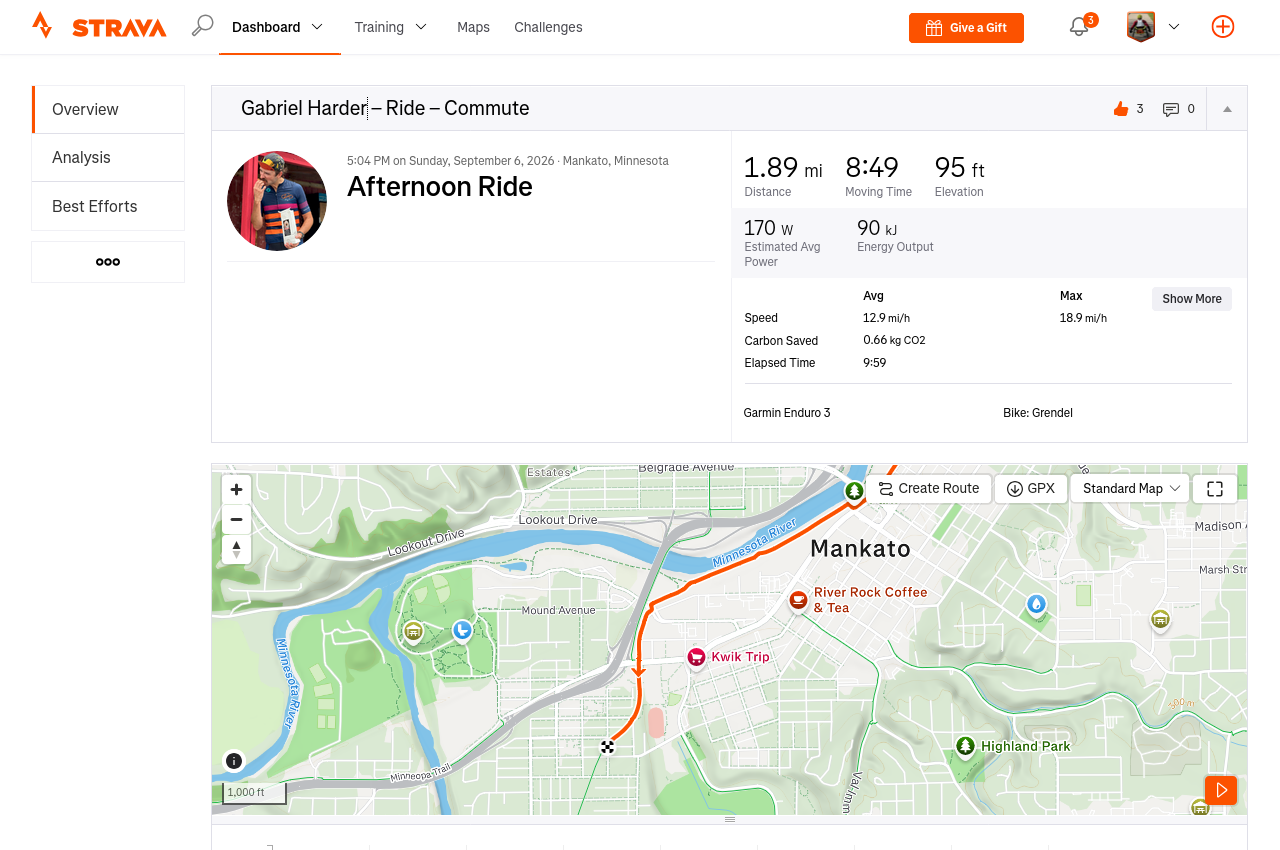 STRAVA
Dashboard
Training
Maps
Challenges
Give a Gift
3
Overview
Analysis
Best Efforts
Gabriel Harder – Ride – Commute
3
0
5:04 PM on Sunday, September 6, 2026 · Mankato, Minnesota
Afternoon Ride
1.89 mi
Distance
8:49
Moving Time
95 ft
Elevation
170 W
Estimated Avg
Power
90 kJ
Energy Output
Avg
Max
Show More
Speed
12.9 mi/h
18.9 mi/h
Carbon Saved
0.66 kg CO2
Elapsed Time
9:59
Garmin Enduro 3
Bike: Grendel
Estates
Belgrade Avenue
Create Route
GPX
Standard Map
Lookout Drive
Lookout Drive
Minnesota River
Mankato
Madison A
Marsh Str
River Rock Coffee
& Tea
Mound Avenue
Kwik Trip
Minnesota River
500 m
Highland Park
Minneopa Trail
Val Imm
1,000 ft